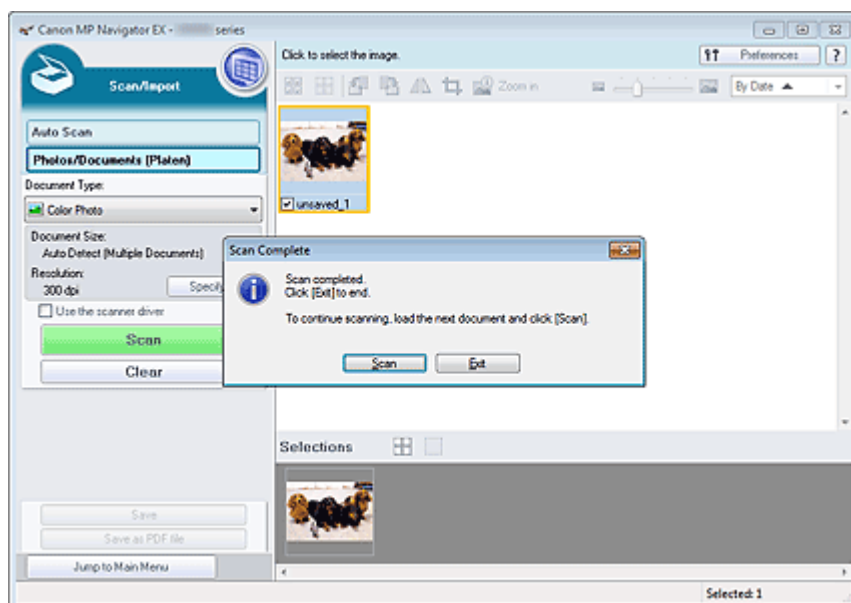 Canon MP Navigator EX - series
Scan/Import
Click to select the image.
Preferences
?
Zoom in
By Date
Auto Scan
Photos/Documents (Platen)
Document Type:
Color Photo
Document Size:
Auto Detect (Multiple Documents)
Resolution:
300 dpi
Use the scanner driver
Scan
Clear
unsaved_1
Scan Complete
Scan completed.
Click [Exit] to end.
To continue scanning, load the next document and click [Scan].
Scan
Exit
Selections
Save
Save as PDF file
Jump to Main Menu
Selected: 1